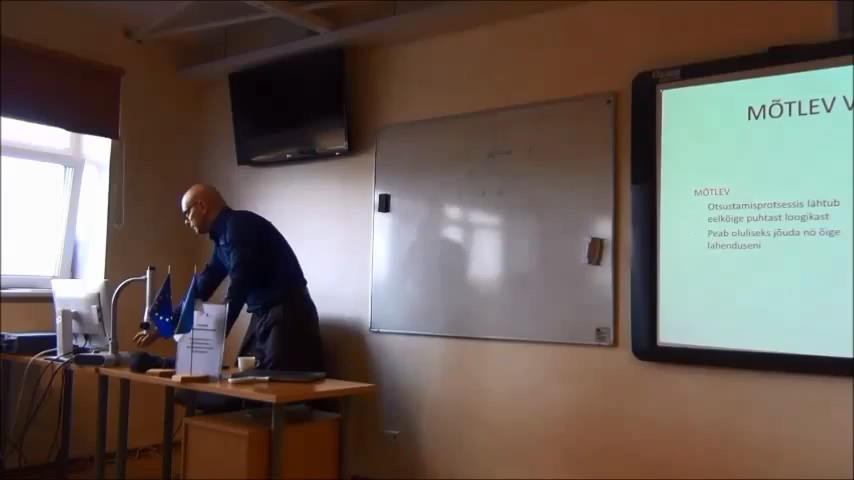 MÕTLEV V
MÕTLEV
Otsustamisprotsessis lähtub
eelkõige puhtast loogikast
Peab oluliseks jõuda nö õige
lahenduseni